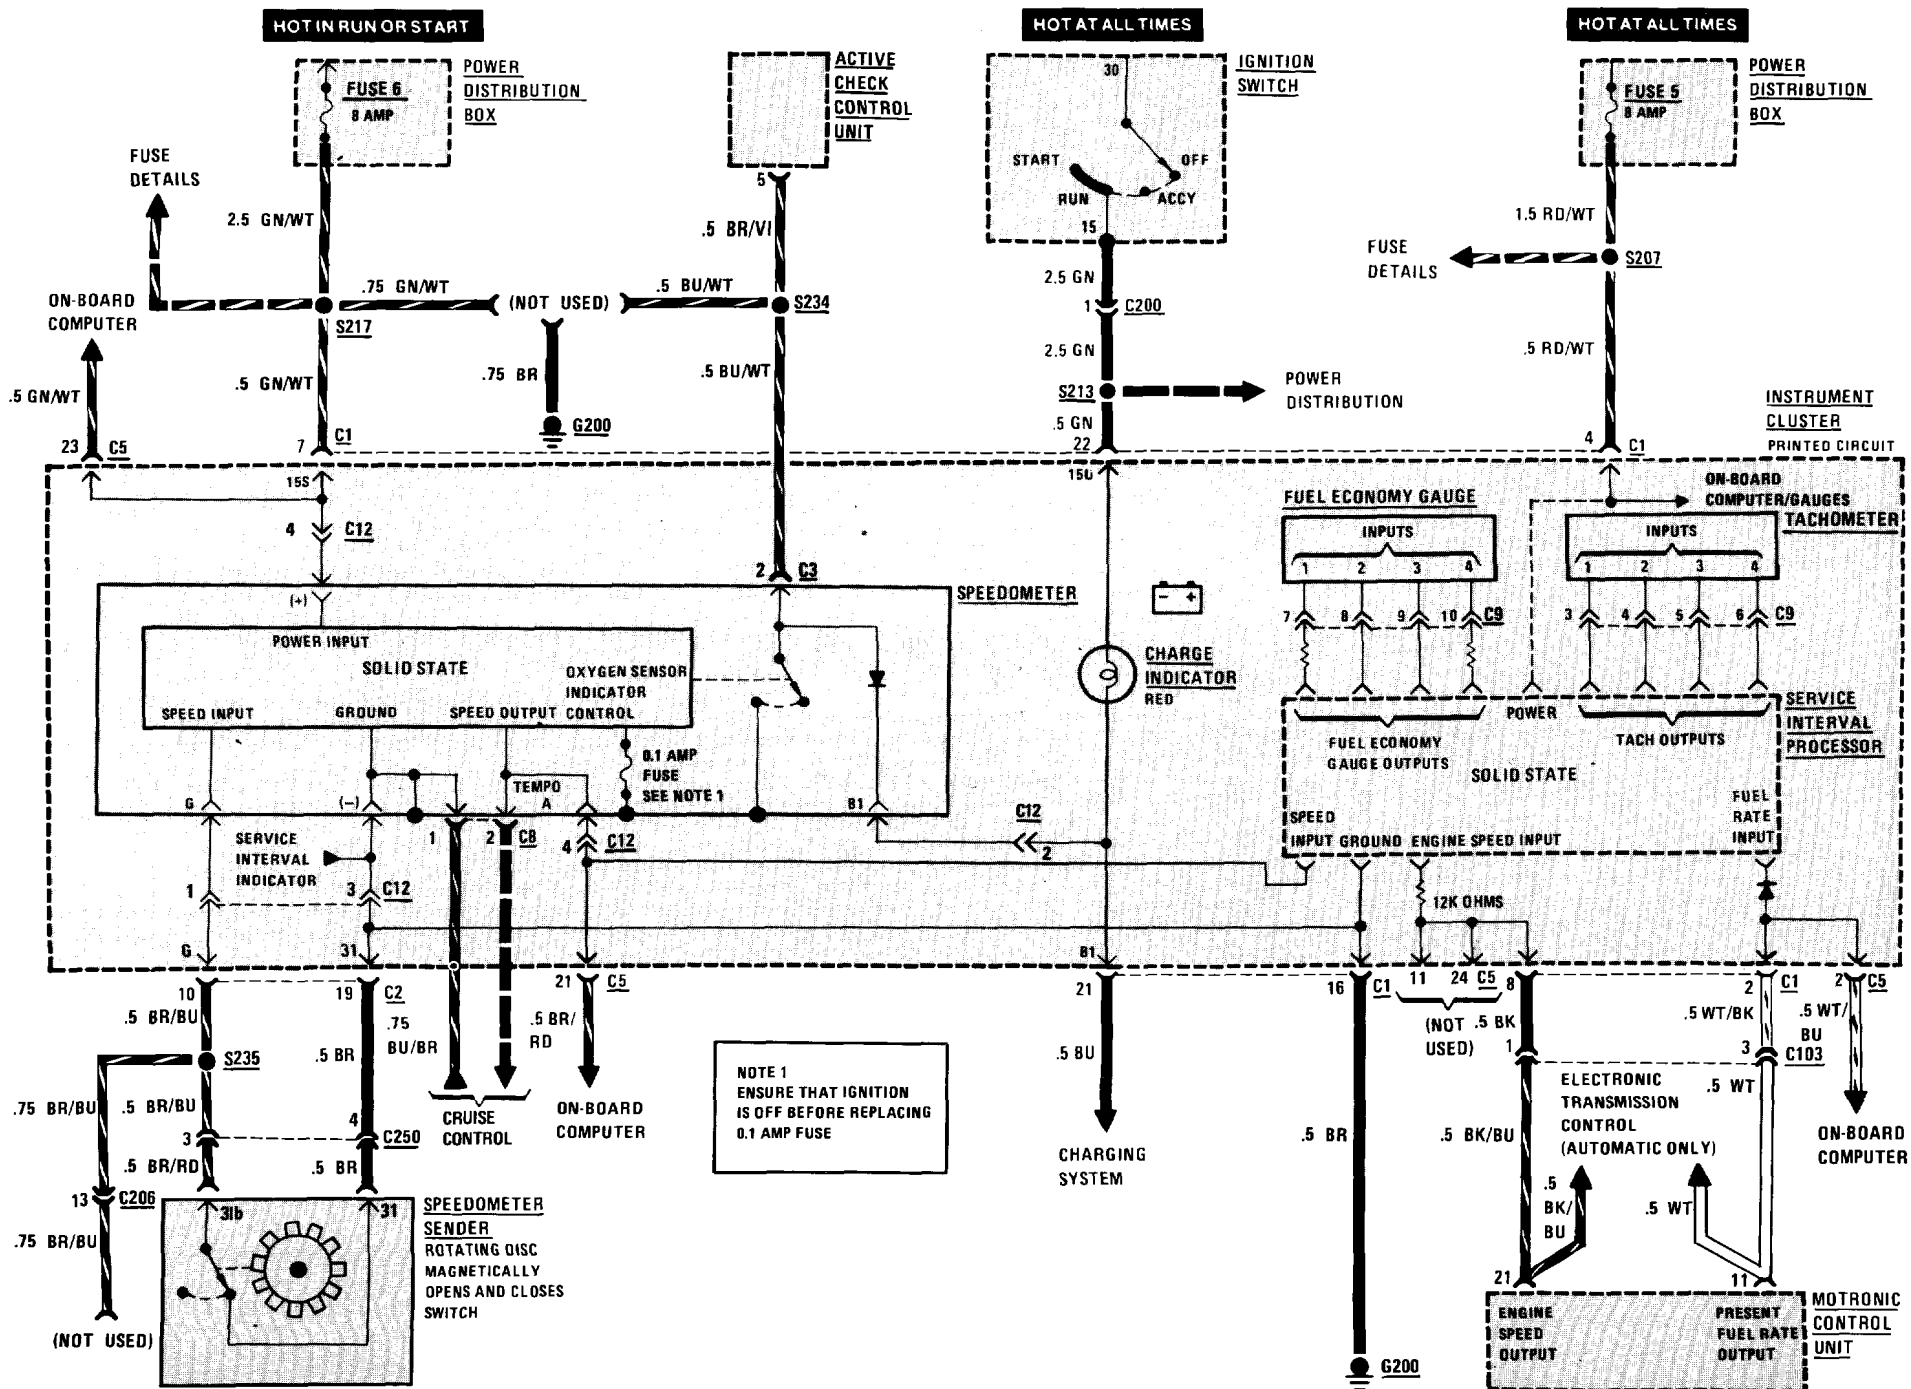 HOT IN RUN OR START
HOT AT ALL TIMES
HOT AT ALL TIMES
FUSE 6
8 AMP
POWER
DISTRIBUTION
BOX
ACTIVE
CHECK
CONTROL
UNIT
5
30
START
OFF
RUN
ACCY
15
IGNITION
SWITCH
FUSE 5
8 AMP
POWER
DISTRIBUTION
BOX
FUSE
DETAILS
2.5 GN/WT
.5 BR/VI
1.5 RD/WT
FUSE
DETAILS
S207
ON-BOARD
COMPUTER
.75 GN/WT
(NOT USED)
.5 BU/WT
S234
S217
2.5 GN
1
C200
2.5 GN
.5 GN/WT
.5 GN/WT
.75 BR
G200
.5 BU/WT
S213
POWER
DISTRIBUTION
.5 GN
.5 RD/WT
23
C5
7
C1
22
4
C1
INSTRUMENT
CLUSTER
PRINTED CIRCUIT
15S
4
C12
15U
2
C3
FUEL ECONOMY GAUGE
INPUTS
1
2
3
4
ON-BOARD
COMPUTER/GAUGES
TACHOMETER
INPUTS
1
2
3
4
7
8
9
10
C9
3
4
5
6
C9
(+)
SPEEDOMETER
POWER INPUT
SOLID STATE
OXYGEN SENSOR
INDICATOR
CONTROL
SPEED INPUT
GROUND
SPEED OUTPUT
- +
CHARGE
INDICATOR
RED
0.1 AMP
FUSE
SEE NOTE 1
TEMPO
A
G
(-)
B1
POWER
FUEL ECONOMY
GAUGE OUTPUTS
TACH OUTPUTS
SOLID STATE
SERVICE
INTERVAL
PROCESSOR
SPEED
INPUT
GROUND
ENGINE SPEED INPUT
FUEL
RATE
INPUT
SERVICE
INTERVAL
INDICATOR
1
2
C8
4
C12
C12
2
1
3
C12
12K OHMS
G
31
B1
10
19
C2
21
C5
21
16
C1
11
24
C5
8
2
C1
2
C5
(NOT
USED)
.5 BR/BU
.5 BR
.75
BU/BR
.5 BR/
RD
.5 BU
.5 BK
.5 WT/BK
.5 WT/
BU
S235
1
3
C103
.75 BR/BU
.5 BR/BU
3
4
C250
CRUISE
CONTROL
ON-BOARD
COMPUTER
NOTE 1
ENSURE THAT IGNITION
IS OFF BEFORE REPLACING
0.1 AMP FUSE
CHARGING
SYSTEM
.5 BR
.5 BK/BU
ELECTRONIC
TRANSMISSION
CONTROL
(AUTOMATIC ONLY)
.5 WT
ON-BOARD
COMPUTER
.5 BR/RD
.5 BR
13
C206
.75 BR/BU
31b
31
SPEEDOMETER
SENDER
ROTATING DISC
MAGNETICALLY
OPENS AND CLOSES
SWITCH
(NOT USED)
.5
BK/
BU
.5 WT
21
11
G200
ENGINE
SPEED
OUTPUT
PRESENT
FUEL RATE
OUTPUT
MOTRONIC
CONTROL
UNIT